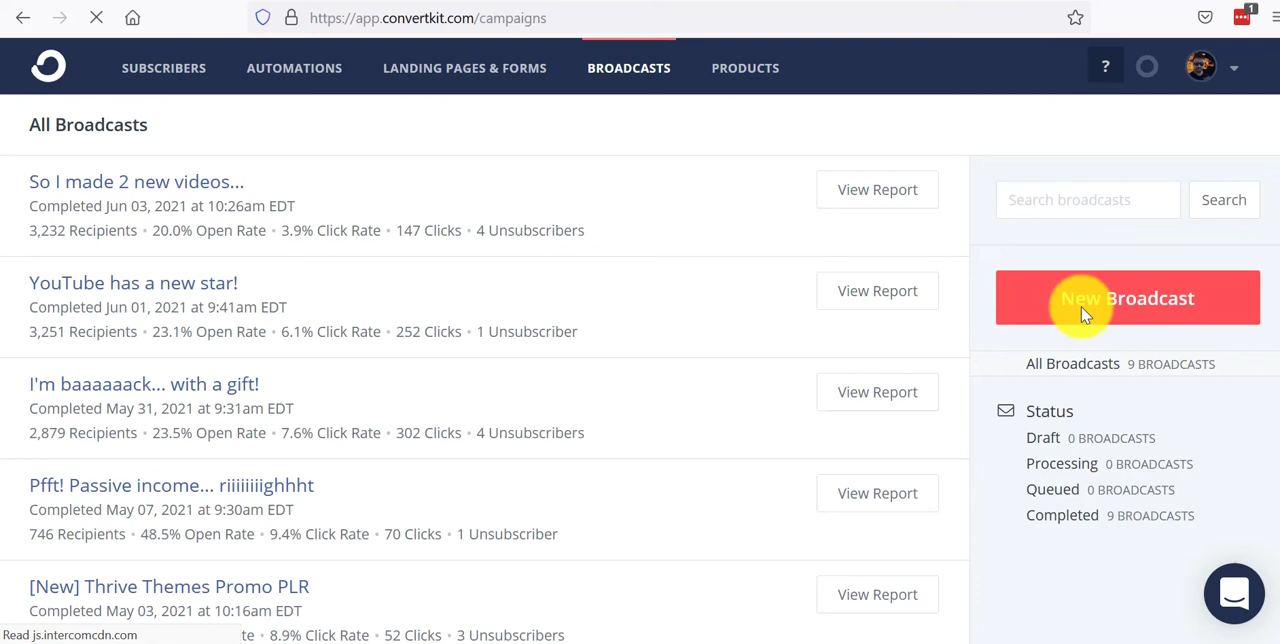 https://app.convertkit.com/campaigns
1
SUBSCRIBERS AUTOMATIONS LANDING PAGES & FORMS BROADCASTS PRODUCTS ?
All Broadcasts
So I made 2 new videos...
Completed Jun 03, 2021 at 10:26am EDT
3,232 Recipients • 20.0% Open Rate • 3.9% Click Rate • 147 Clicks • 4 Unsubscribers
View Report
YouTube has a new star!
Completed Jun 01, 2021 at 9:41am EDT
3,251 Recipients • 23.1% Open Rate • 6.1% Click Rate • 252 Clicks • 1 Unsubscriber
View Report
I'm baaaaaack... with a gift!
Completed May 31, 2021 at 9:31am EDT
2,879 Recipients • 23.5% Open Rate • 7.6% Click Rate • 302 Clicks • 4 Unsubscribers
View Report
Pfft! Passive income... riiiiiiighhht
Completed May 07, 2021 at 9:30am EDT
746 Recipients • 48.5% Open Rate • 9.4% Click Rate • 70 Clicks • 1 Unsubscriber
View Report
[New] Thrive Themes Promo PLR
Completed May 03, 2021 at 10:16am EDT
• 8.9% Click Rate • 52 Clicks • 3 Unsubscribers
View Report
Read js.intercomcdn.com
Search broadcasts Search
New Broadcast
All Broadcasts 9 BROADCASTS
Status
Draft 0 BROADCASTS
Processing 0 BROADCASTS
Queued 0 BROADCASTS
Completed 9 BROADCASTS